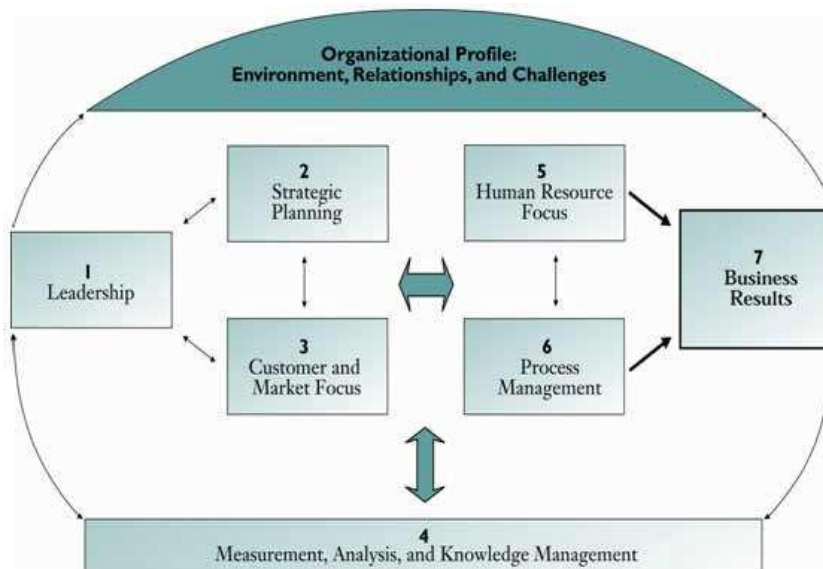 Organizational Profile:
Environment, Relationships, and Challenges
2
Strategic
Planning
5
Human Resource
Focus
1
Leadership
7
Business
Results
3
Customer and
Market Focus
6
Process
Management
4
Measurement, Analysis, and Knowledge Management